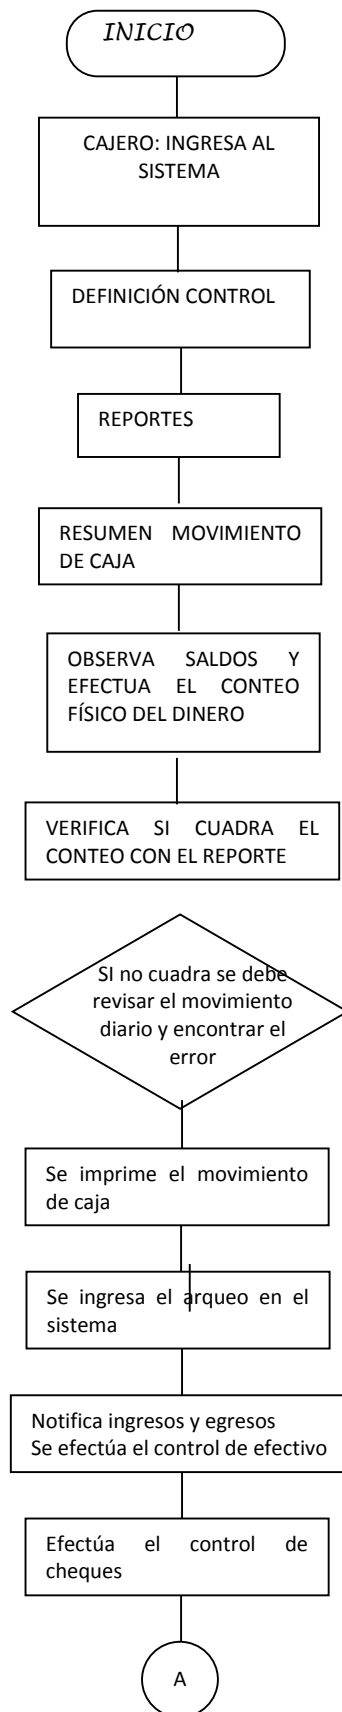 INICIO
CAJERO: INGRESA AL
SISTEMA
DEFINICIÓN CONTROL
REPORTES
RESUMEN MOVIMIENTO
DE CAJA
OBSERVA SALDOS Y
EFECTUA EL CONTEO
FÍSICO DEL DINERO
VERIFICA SI CUADRA EL
CONTEO CON EL REPORTE
SI no cuadra se debe
revisar el movimiento
diario y encontrar el
error
Se imprime el movimiento
de caja
Se ingresa el arqueo en el
sistema
Notifica ingresos y egresos
Se efectúa el control de efectivo
Efectúa el control de
cheques
A